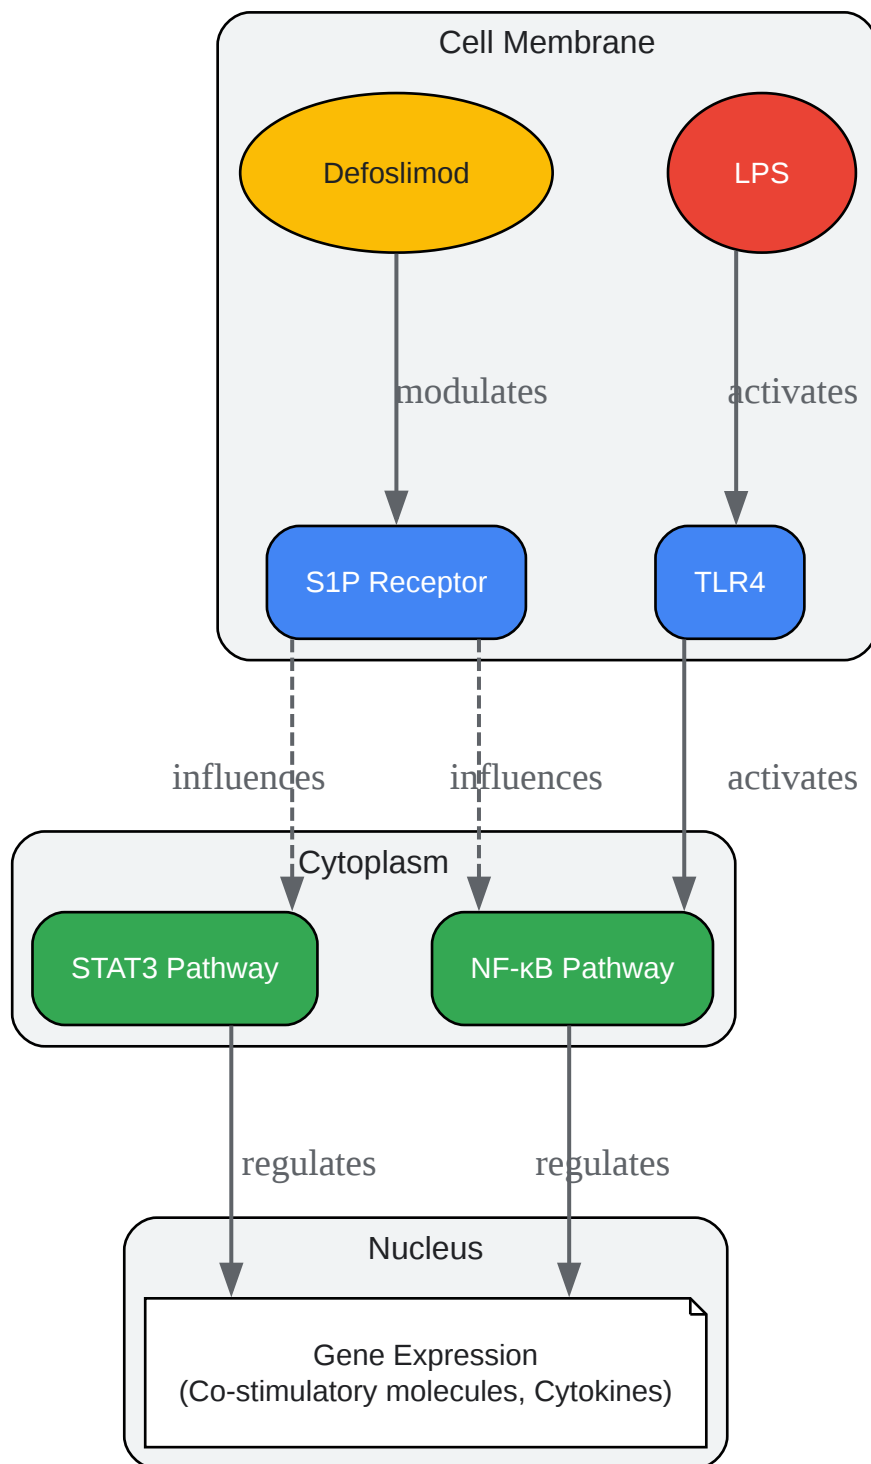 Cell Membrane
Defoslimod
LPS
modulates
activates
S1P Receptor
TLR4
influences
influences
activates
Cytoplasm
STAT3 Pathway
NF-κB Pathway
regulates
regulates
Nucleus
Gene Expression
(Co-stimulatory molecules, Cytokines)